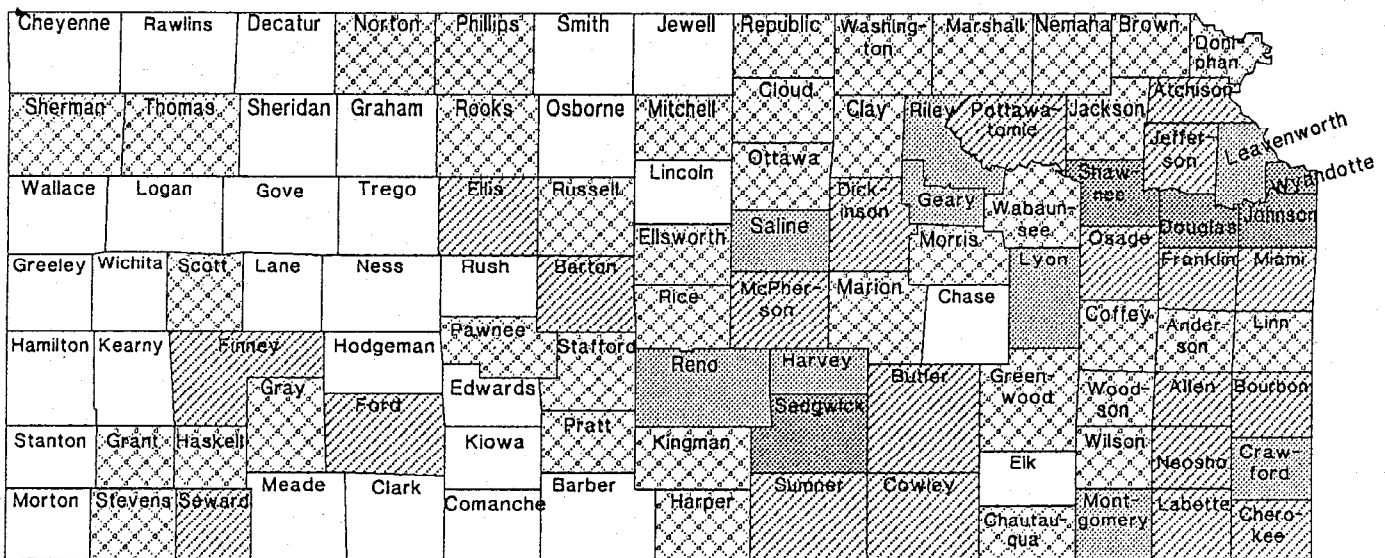 Cheyenne Rawlins Decatur Norton Phillips Smith Jewell Republic Washing- Marshall Nemaha Brown Doni-
ton phan
Sherman Thomas Sheridan Graham Rooks Osborne Mitchell Cloud Clay Riley Pottawa- Jackson Atchison
tomie
Jeffer- Leavenworth
son
Ottawa
Lincoln
Wallace Logan Gove Trego Ellis Russell Dick- Geary Wabaun- Shaw- Wyandotte
inson see nee
Saline Douglas Johnson
Ellsworth Morris Osage
Greeley Wichita Scott Lane Ness Rush Barton Lyon Franklin Miami
Rice McPher- Marion Chase
son
Coffey Ander- Linn
son
Hamilton Kearny Finney Hodgeman Pawnee Stafford Reno Harvey
Gray Edwards Butler Green- Wood- Allen Bourbon
wood son
Ford Sedgwick
Stanton Grant Haskell Kiowa Pratt Kingman Elk Wilson Neosho Craw-
ford
Morton Stevens Seward Meade Clark Comanche Barber Harper Sumner Cowley Chautau- Mont- Labette Chero-
qua gomery kee